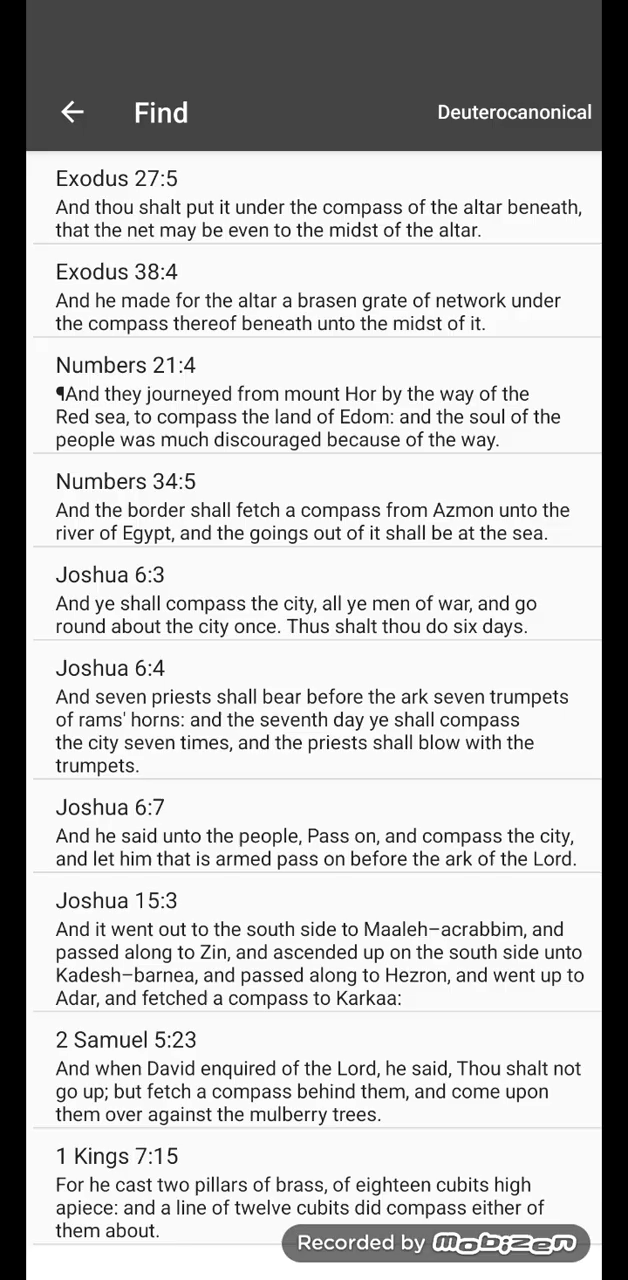 Find
Deuterocanonical
Exodus 27:5
And thou shalt put it under the compass of the altar beneath,
that the net may be even to the midst of the altar.
Exodus 38:4
And he made for the altar a brasen grate of network under
the compass thereof beneath unto the midst of it.
Numbers 21:4
¶And they journeyed from mount Hor by the way of the
Red sea, to compass the land of Edom: and the soul of the
people was much discouraged because of the way.
Numbers 34:5
And the border shall fetch a compass from Azmon unto the
river of Egypt, and the goings out of it shall be at the sea.
Joshua 6:3
And ye shall compass the city, all ye men of war, and go
round about the city once. Thus shalt thou do six days.
Joshua 6:4
And seven priests shall bear before the ark seven trumpets
of rams' horns: and the seventh day ye shall compass
the city seven times, and the priests shall blow with the
trumpets.
Joshua 6:7
And he said unto the people, Pass on, and compass the city,
and let him that is armed pass on before the ark of the Lord.
Joshua 15:3
And it went out to the south side to Maaleh–acrabbim, and
passed along to Zin, and ascended up on the south side unto
Kadesh–barnea, and passed along to Hezron, and went up to
Adar, and fetched a compass to Karkaa:
2 Samuel 5:23
And when David enquired of the Lord, he said, Thou shalt not
go up; but fetch a compass behind them, and come upon
them over against the mulberry trees.
1 Kings 7:15
For he cast two pillars of brass, of eighteen cubits high
apiece: and a line of twelve cubits did compass either of
them about.
Recorded by mobizen